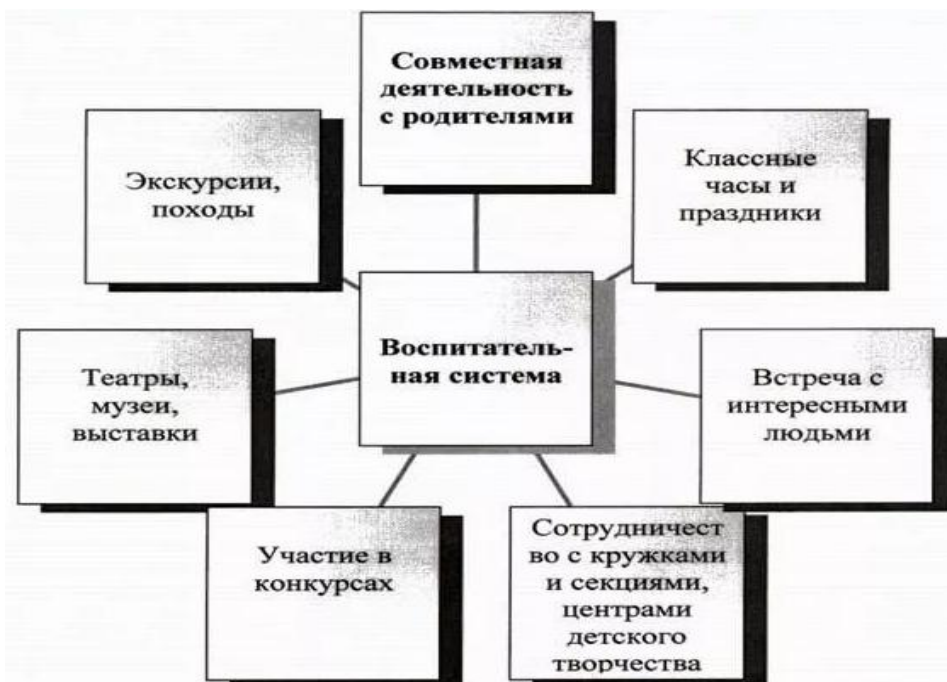 Совместная
деятельность
с родителями
Экскурсии,
походы
Классные
часы и
праздники
Воспитатель-
ная система
Театры,
музеи,
выставки
Встреча с
интересными
людьми
Участие в
конкурсах
Сотрудничест
во с кружками
и секциями,
центрами
детского
творчества